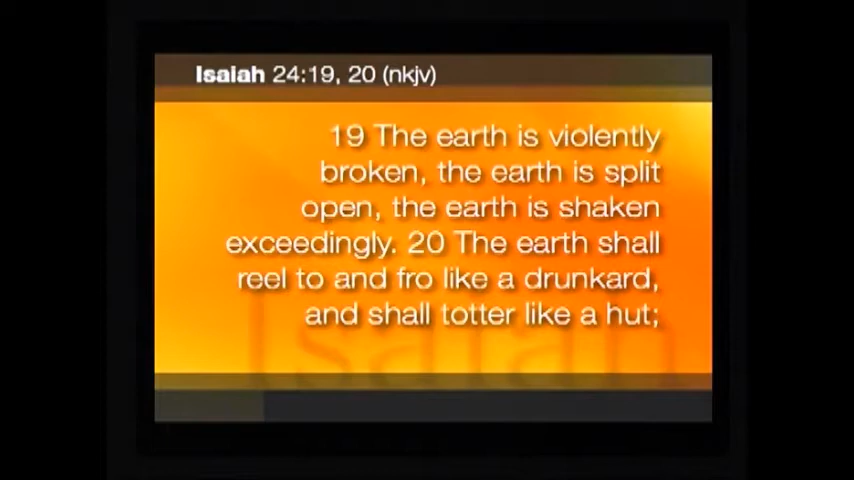 Isaiah 24:19, 20 (nkjv)
19 The earth is violently
broken, the earth is split
open, the earth is shaken
exceedingly. 20 The earth shall
reel to and fro like a drunkard,
and shall totter like a hut;
Isaiah